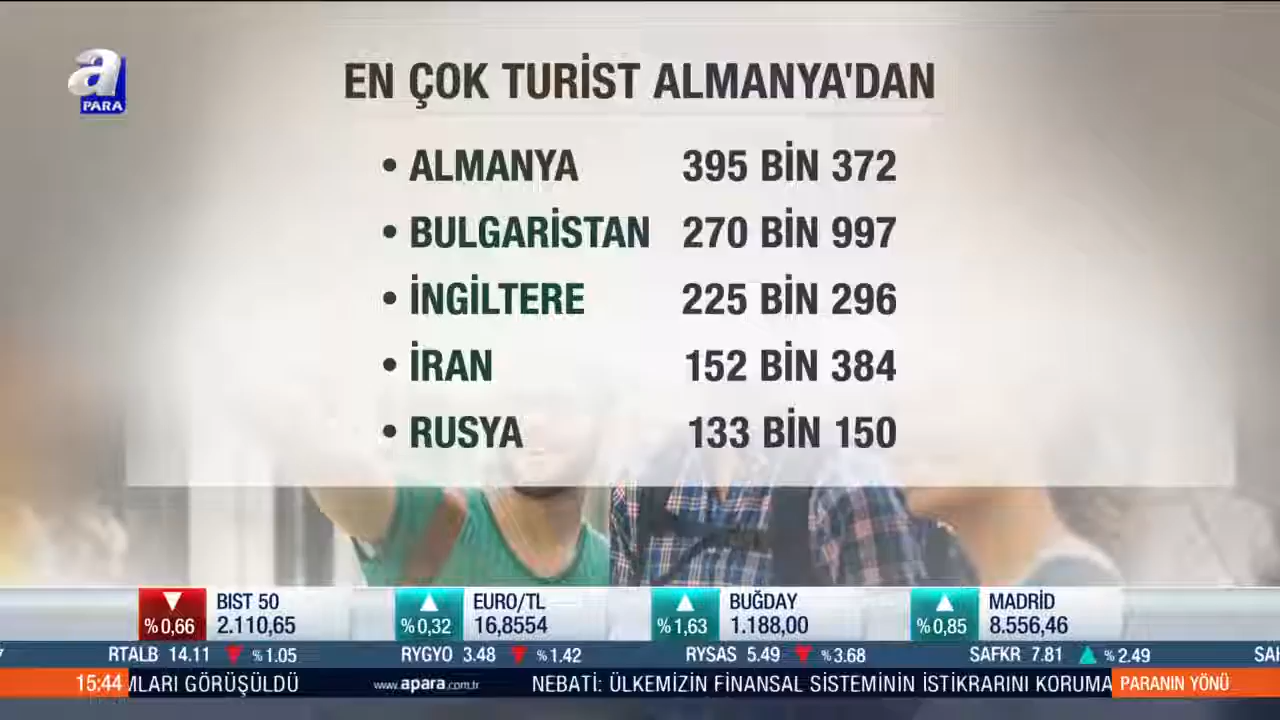 a
PARA
EN ÇOK TURİST ALMANYA'DAN
• ALMANYA 395 BİN 372
• BULGARİSTAN 270 BİN 997
• İNGİLTERE 225 BİN 296
• İRAN 152 BİN 384
• RUSYA 133 BİN 150
%0,66 BIST 50 2.110,65
%0,32 EURO/TL 16,8554
%1,63 BUĞDAY 1.188,00
%0,85 MADRİD 8.556,46
RTALB 14.11 %1.05 RYGYO 3.48 %1.42 RYSAS 5.49 %3.68 SAFKR 7.81 %2.49 SAF
15:44 MLARI GÖRÜŞÜLDÜ www.apara.com.tr NEBATİ: ÜLKEMİZİN FİNANSAL SİSTEMİNİN İSTİKRARINI KORUMA PARANIN YÖNÜ